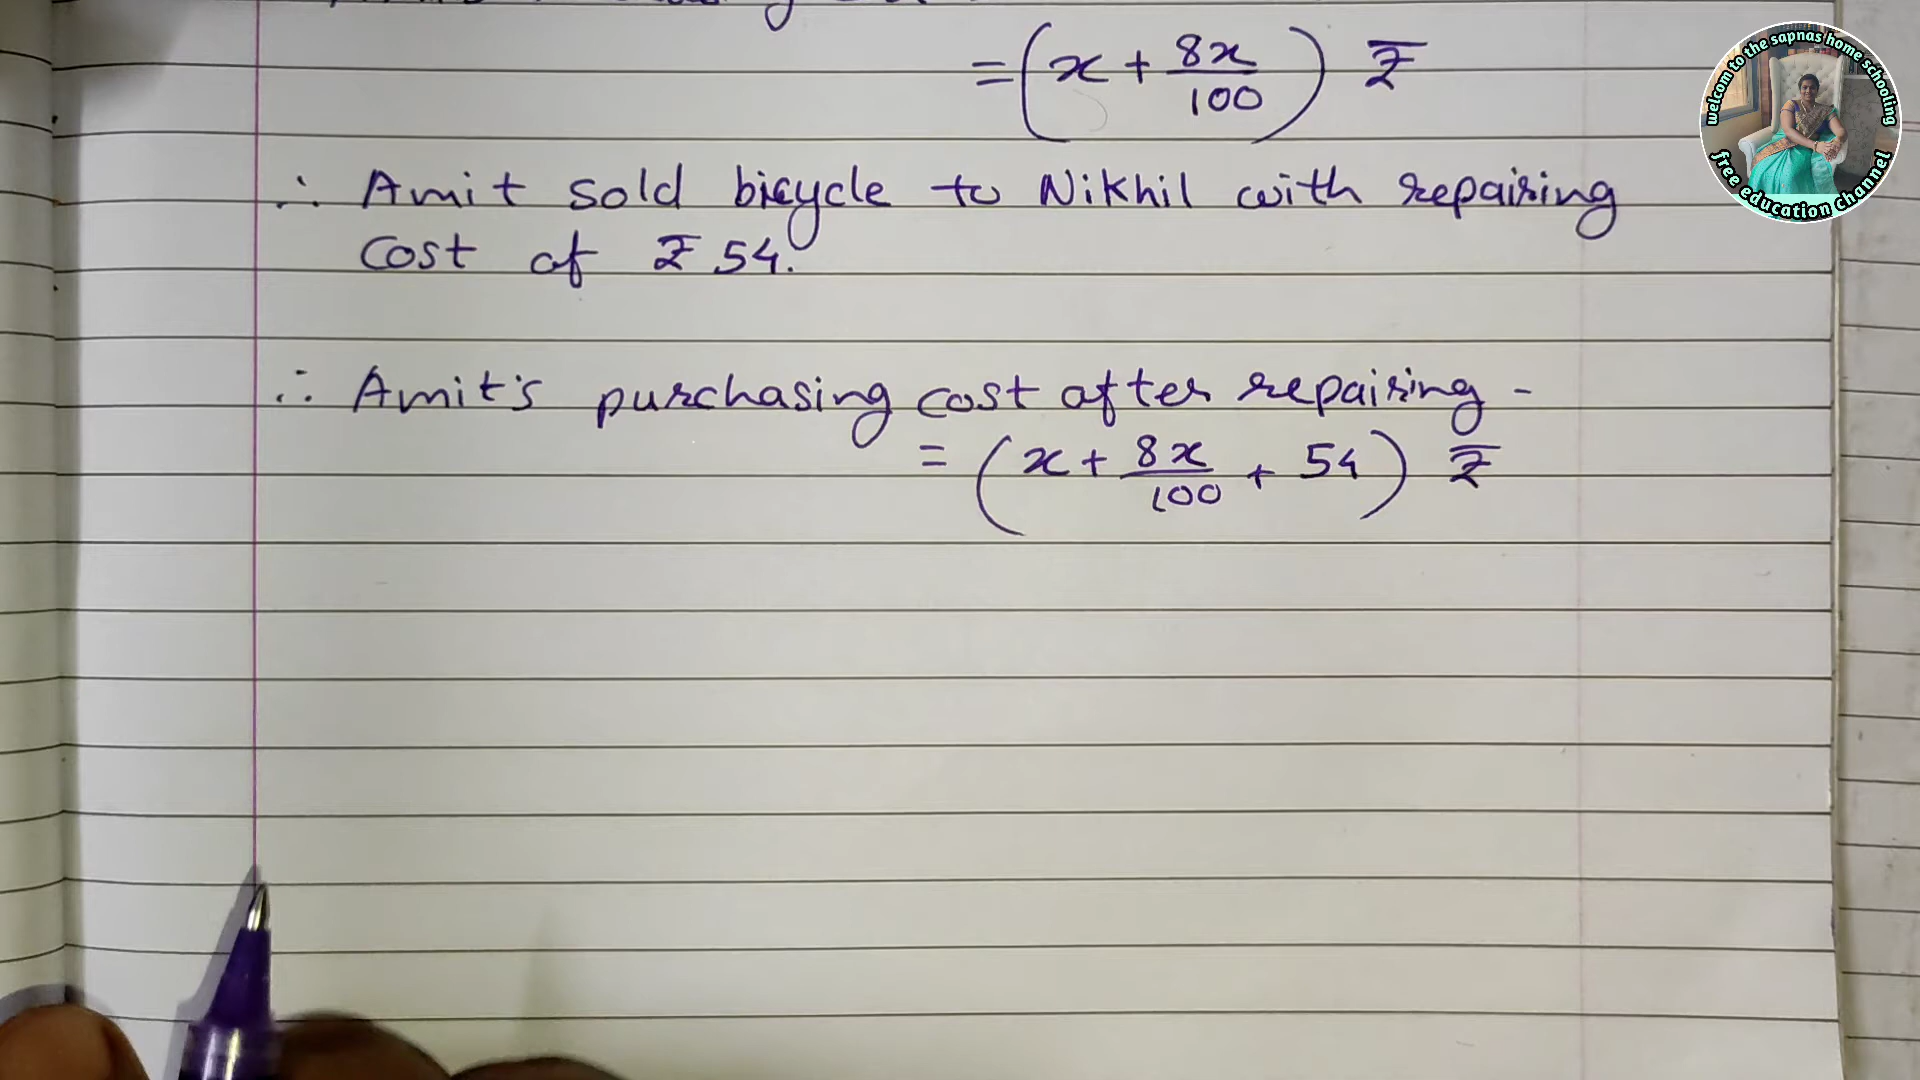 = (x + 8x/100) ₹
∴ Amit sold bicycle to Nikhil with repairing
cost of ₹ 54.
∴ Amit's purchasing cost after repairing -
= (x + 8x/100 + 54) ₹
welcom to the sapnas home schooling
free education channel